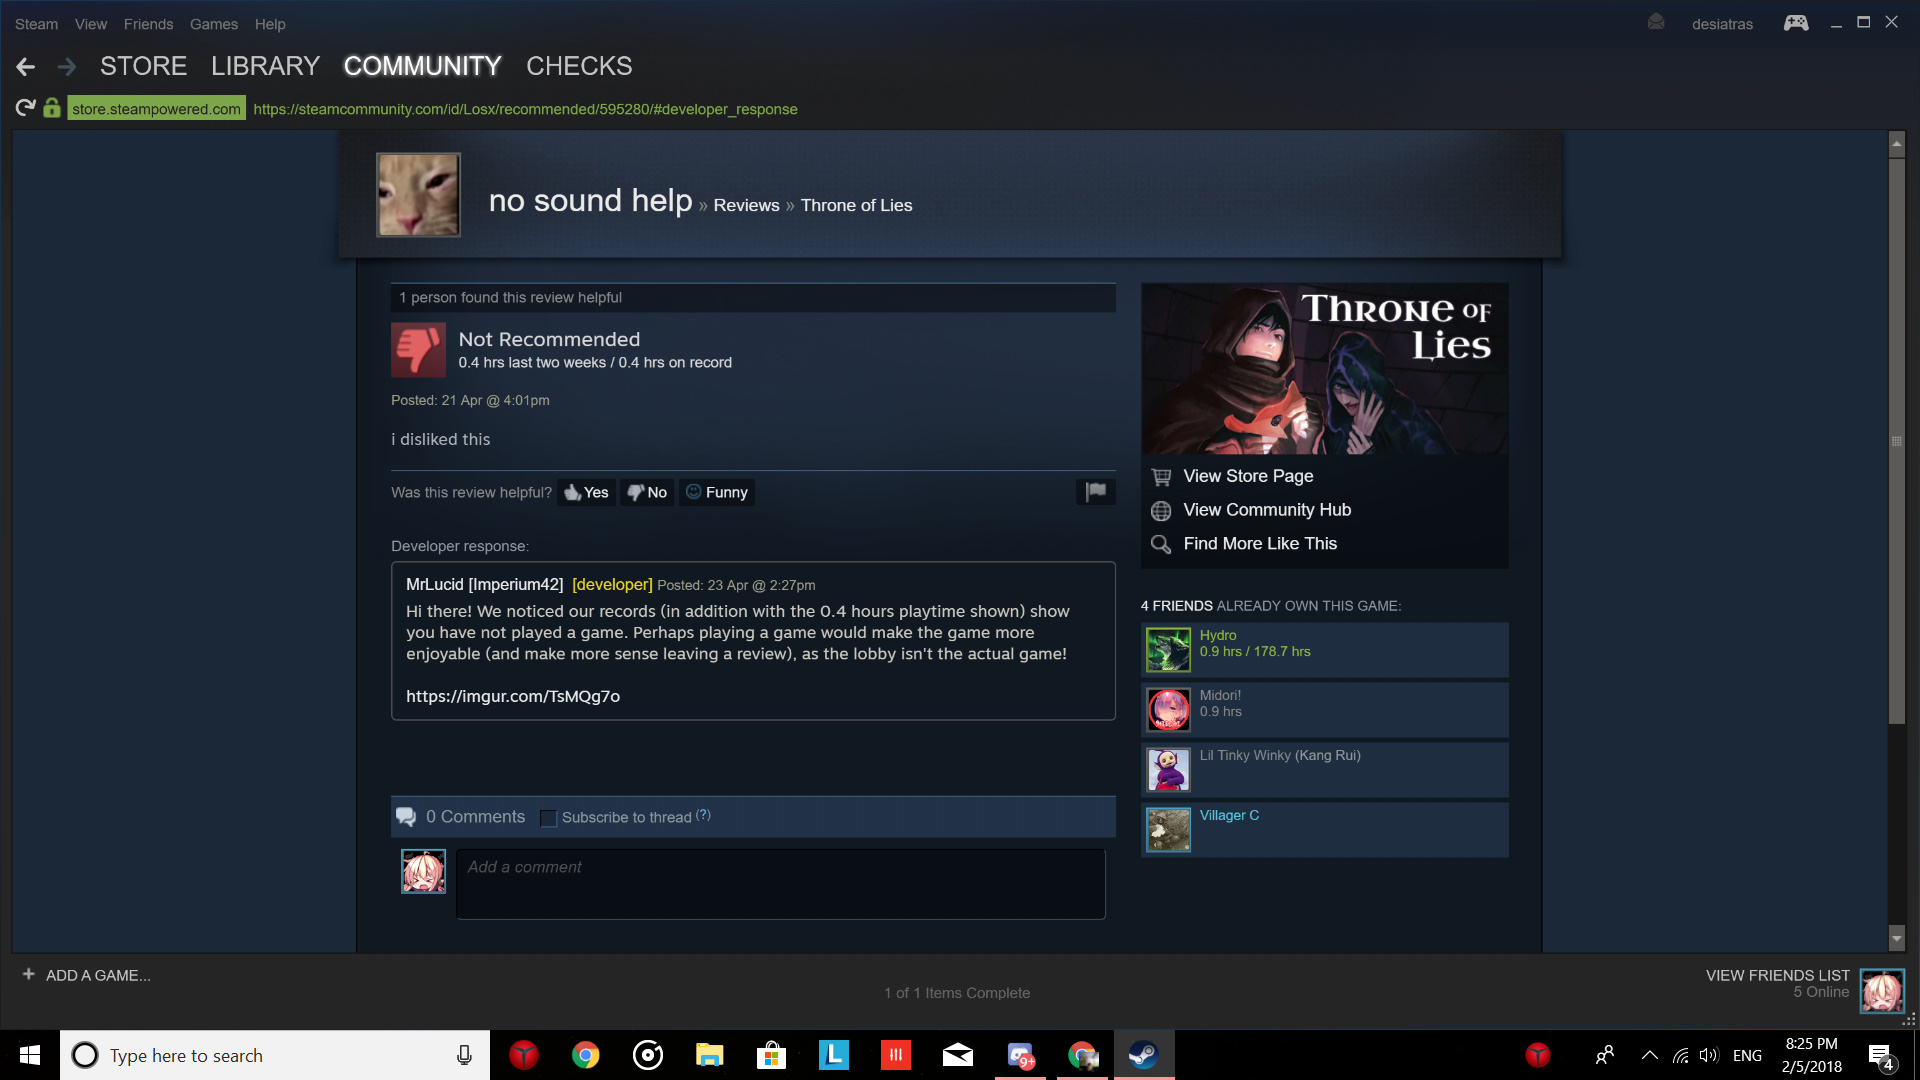 Steam View Friends Games Help
desiatras
STORE LIBRARY COMMUNITY CHECKS
store.steampowered.com https://steamcommunity.com/id/Losx/recommended/595280/#developer_response
no sound help » Reviews » Throne of Lies
1 person found this review helpful
Not Recommended
0.4 hrs last two weeks / 0.4 hrs on record
Posted: 21 Apr @ 4:01pm
i disliked this
Was this review helpful? Yes No Funny
Developer response:
MrLucid [Imperium42] [developer] Posted: 23 Apr @ 2:27pm
Hi there! We noticed our records (in addition with the 0.4 hours playtime shown) show
you have not played a game. Perhaps playing a game would make the game more
enjoyable (and make more sense leaving a review), as the lobby isn't the actual game!
https://imgur.com/TsMQg7o
0 Comments Subscribe to thread (?)
Add a comment
THRONE OF
LIES
View Store Page
View Community Hub
Find More Like This
4 FRIENDS ALREADY OWN THIS GAME:
Hydro
0.9 hrs / 178.7 hrs
Midori!
0.9 hrs
Lil Tinky Winky (Kang Rui)
Villager C
+ ADD A GAME...
1 of 1 Items Complete
VIEW FRIENDS LIST
5 Online
Type here to search
L
9+
ENG
8:25 PM
2/5/2018
4